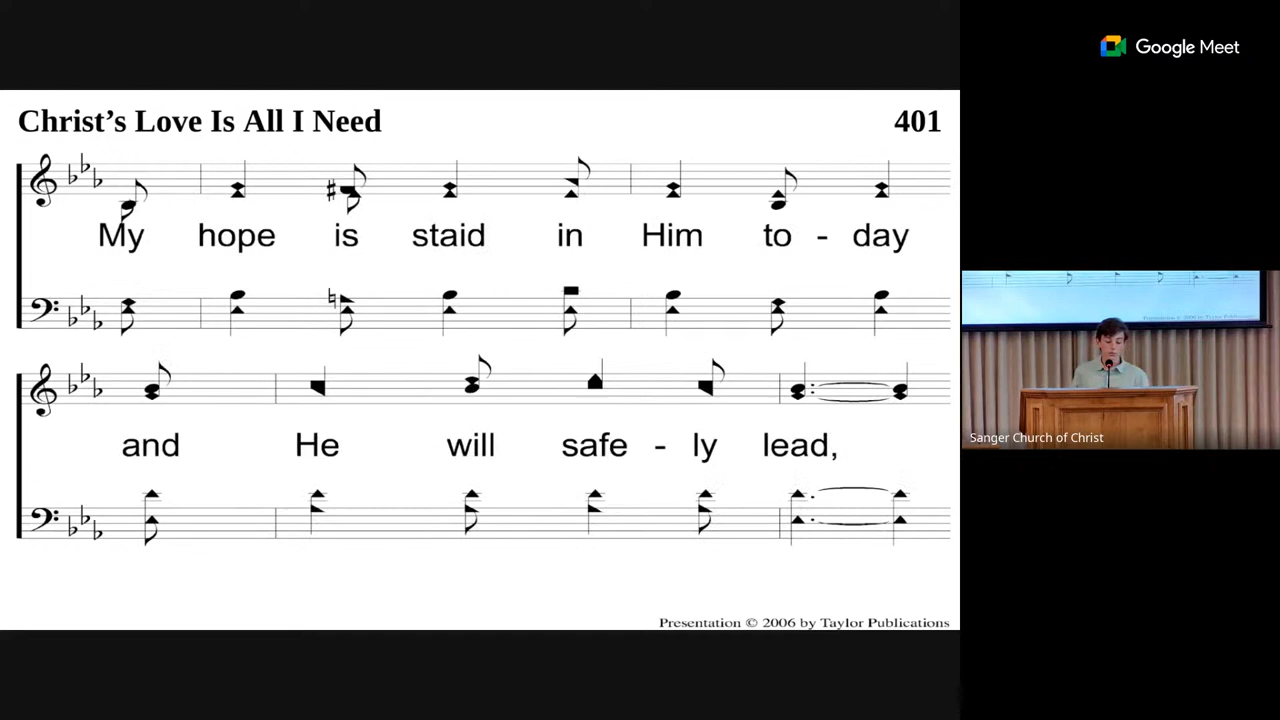 Google Meet
Christ's Love Is All I Need 401
My hope is staid in Him to - day
and He will safe - ly lead,
Presentation © 2006 by Taylor Publications
Sanger Church of Christ